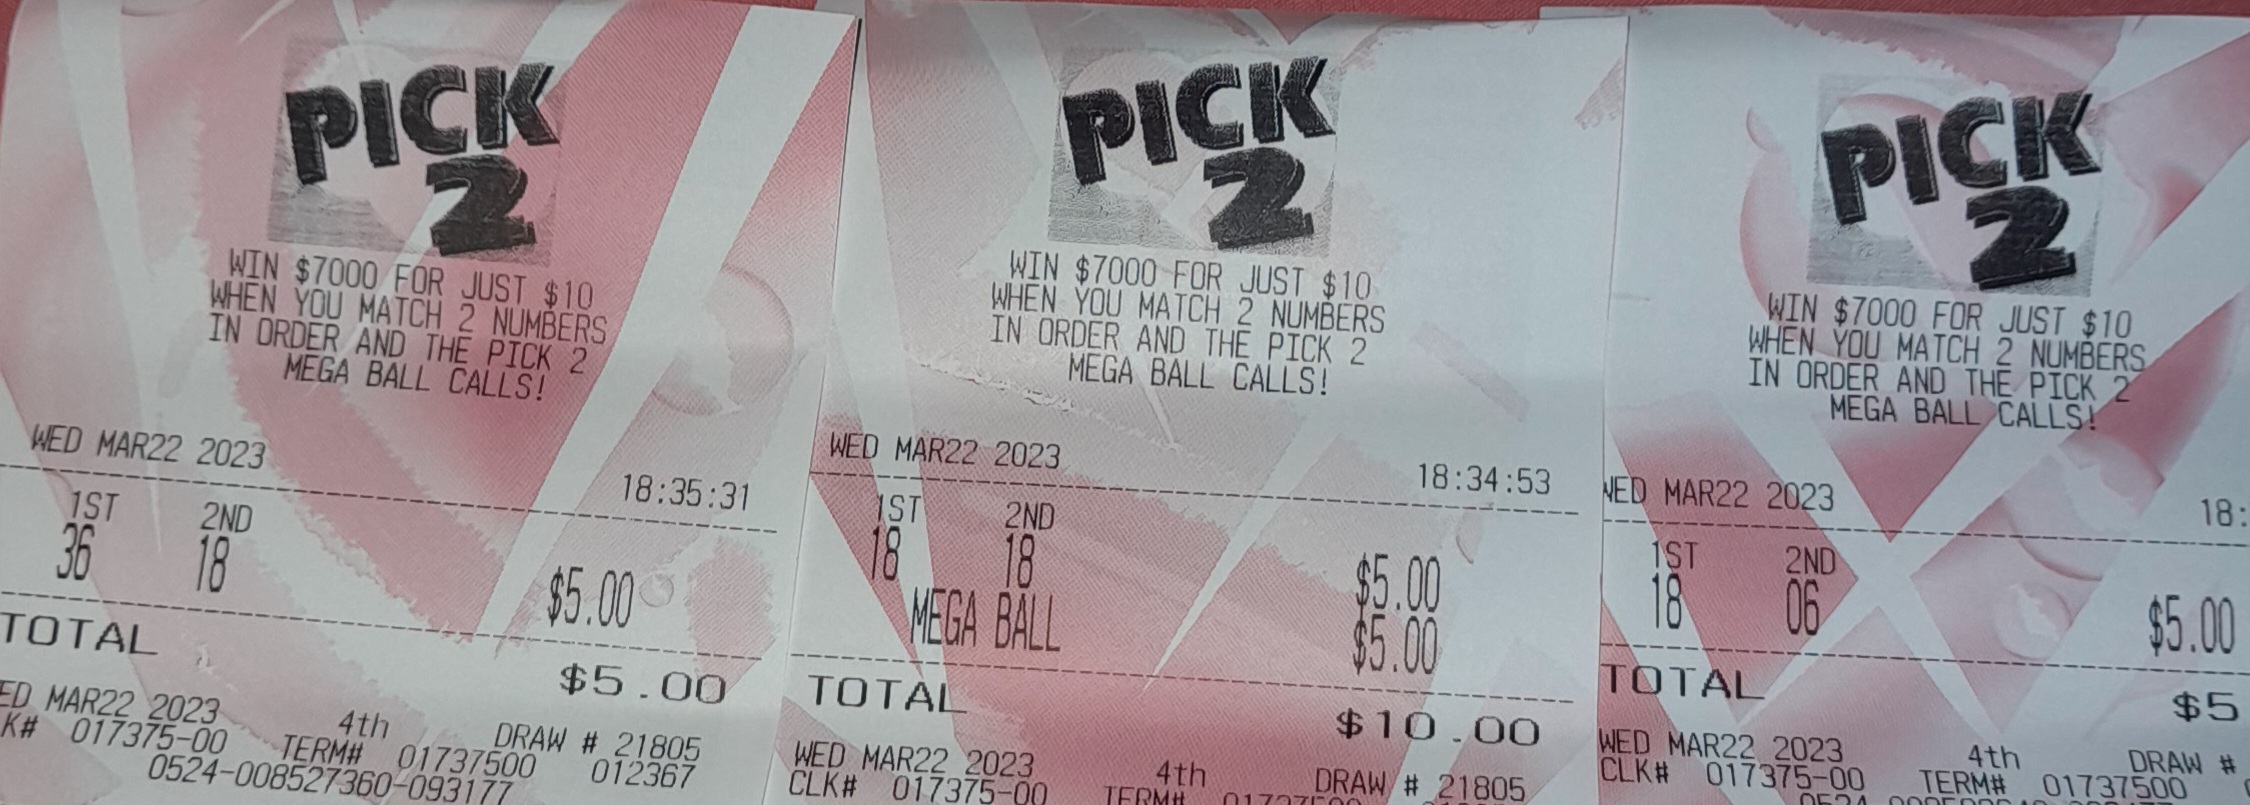 PICK
2
WIN $7000 FOR JUST $10
WHEN YOU MATCH 2 NUMBERS
IN ORDER AND THE PICK 2
MEGA BALL CALLS!
WED MAR22 2023
18:35:31
1ST 2ND
36 18
$5.00
TOTAL
$5.00
ED MAR22 2023 4th DRAW # 21805
K# 017375-00 TERM# 01737500 012367
0524-008527360-093177
PICK
2
WIN $7000 FOR JUST $10
WHEN YOU MATCH 2 NUMBERS
IN ORDER AND THE PICK 2
MEGA BALL CALLS!
WED MAR22 2023
18:34:53
1ST 2ND
18 18 $5.00
MEGA BALL $5.00
TOTAL
$10.00
WED MAR22 2023 4th DRAW # 21805
CLK# 017375-00 TERM#
PICK
2
WIN $7000 FOR JUST $10
WHEN YOU MATCH 2 NUMBERS
IN ORDER AND THE PICK 2
MEGA BALL CALLS!
WED MAR22 2023
18:
1ST 2ND
18 06 $5.00
TOTAL
$5
WED MAR22 2023 4th DRAW #
CLK# 017375-00 TERM# 01737500